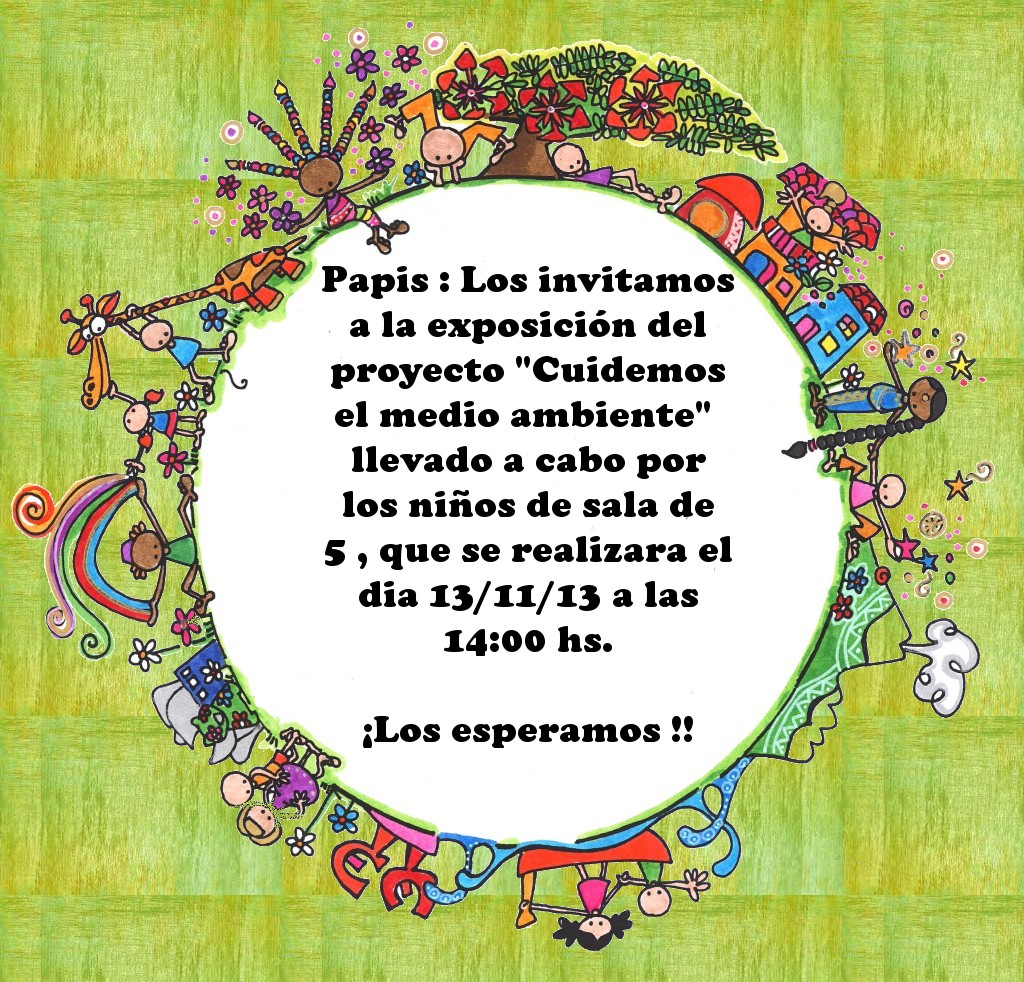 Papis : Los invitamos
a la exposición del
proyecto "Cuidemos
el medio ambiente"
llevado a cabo por
los niños de sala de
5 , que se realizara el
dia 13/11/13 a las
14:00 hs.
¡Los esperamos !!